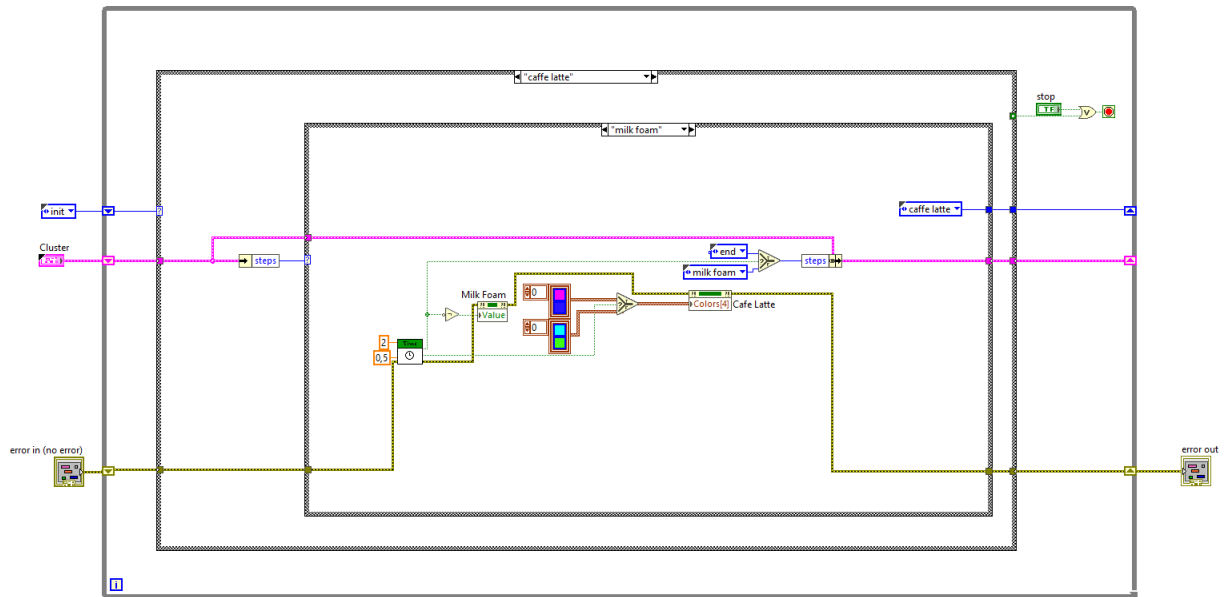 "caffe latte"
stop
TF
"milk foam"
init
caffe latte
Cluster
steps
end
steps
milk foam
Milk Foam
0
Value
Colors[4] Cafe Latte
0
2
0,5
error in (no error)
error out
i